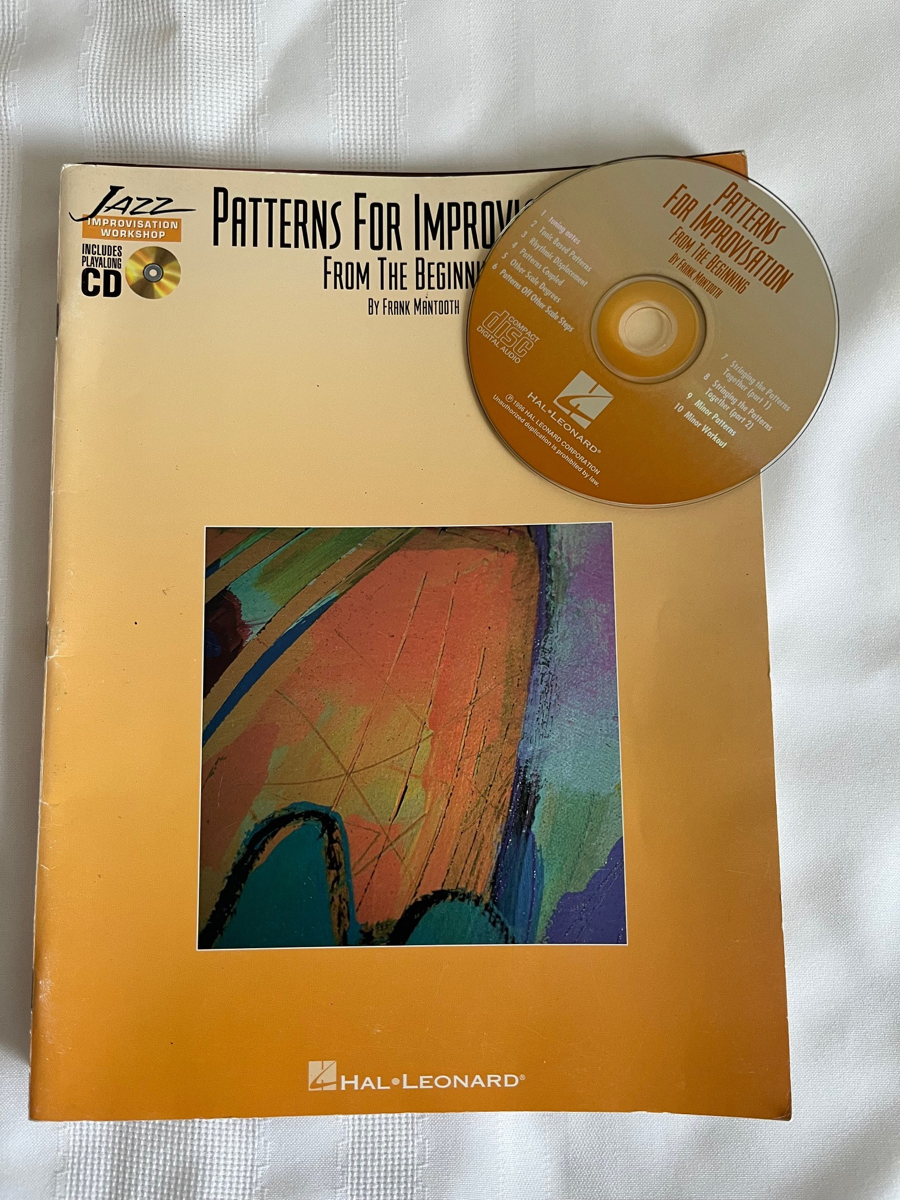 JAZZ
IMPROVISATION
WORKSHOP
INCLUDES
PLAYALONG
CD
PATTERNS FOR IMPROVIS
FROM THE BEGINNIN
BY FRANK MANTOOTH
HAL•LEONARD®
PATTERNS
FOR IMPROVISATION
FROM THE BEGINNING
BY FRANK MANTOOTH
1 Tuning notes
2 Tonic Based Patterns
3 Rhythmic Displacement
4 Patterns Coupled
5 Other Scale Degrees
6 Patterns Off Other Scale Steps
COMPACT
disc
DIGITAL AUDIO
7 Stringing the Patterns
Together (part 1)
8 Stringing the Patterns
Together (part 2)
9 Minor Patterns
10 Minor Workout
HAL•LEONARD®
℗ 1996 HAL LEONARD CORPORATION
Unauthorized duplication is prohibited by law.